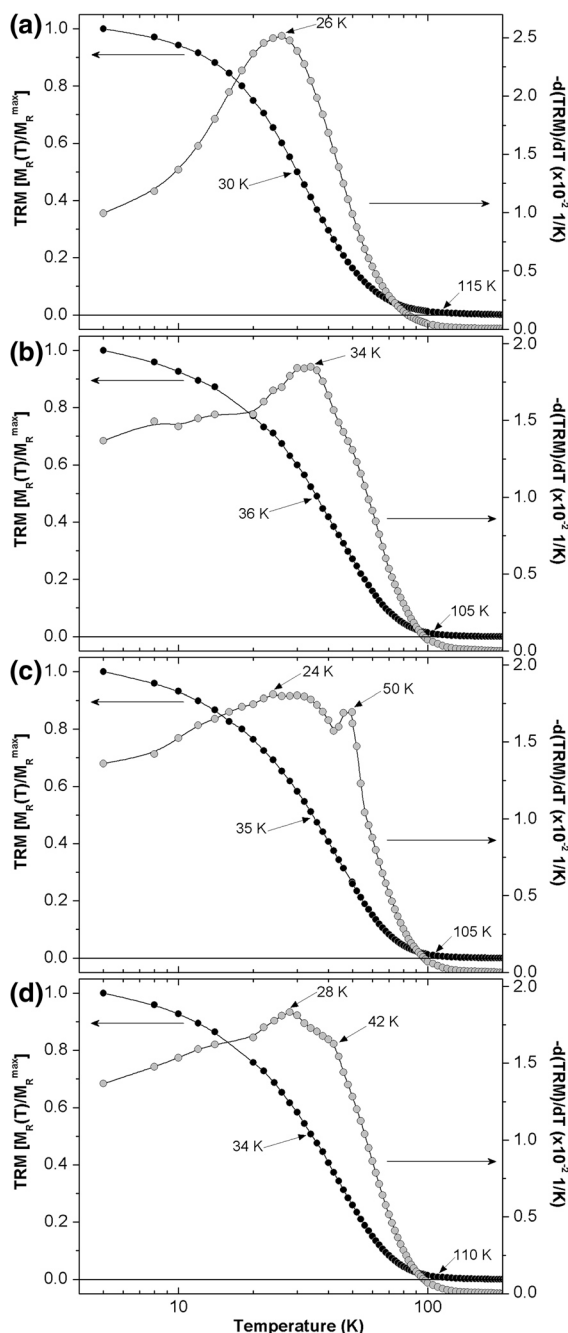 (a)
26 K
30 K
115 K
1.0
0.8
0.6
0.4
0.2
0.0
2.5
2.0
1.5
1.0
0.5
0.0
TRM [M_R(T)/M_R^max]
-d(TRM)/dT (x10^-2 1/K)
(b)
34 K
36 K
105 K
1.0
0.8
0.6
0.4
0.2
0.0
2.0
1.5
1.0
0.5
0.0
TRM [M_R(T)/M_R^max]
-d(TRM)/dT (x10^-2 1/K)
(c)
24 K
50 K
35 K
105 K
1.0
0.8
0.6
0.4
0.2
0.0
2.0
1.5
1.0
0.5
0.0
TRM [M_R(T)/M_R^max]
-d(TRM)/dT (x10^-2 1/K)
(d)
28 K
42 K
34 K
110 K
1.0
0.8
0.6
0.4
0.2
0.0
2.0
1.5
1.0
0.5
0.0
TRM [M_R(T)/M_R^max]
-d(TRM)/dT (x10^-2 1/K)
10
100
Temperature (K)